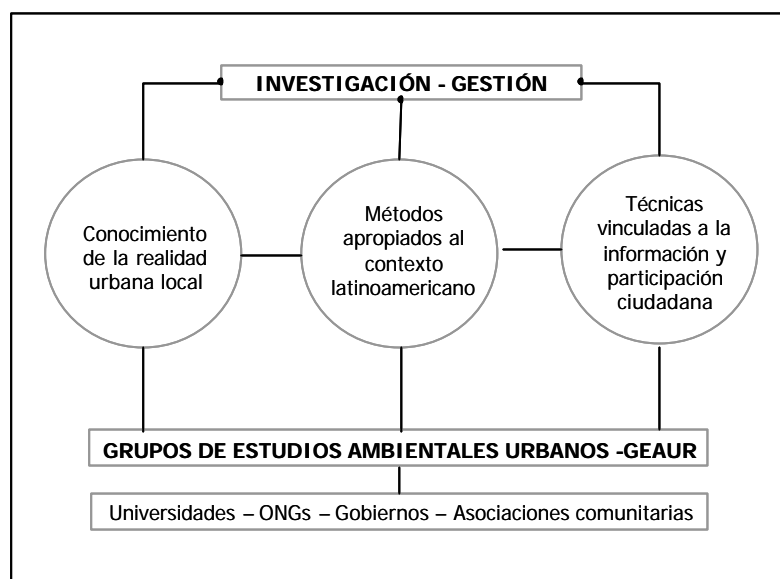 INVESTIGACIÓN - GESTIÓN
Conocimiento
de la realidad
urbana local
Métodos
apropiados al
contexto
latinoamericano
Técnicas
vinculadas a la
información y
participación
ciudadana
GRUPOS DE ESTUDIOS AMBIENTALES URBANOS -GEAUR
Universidades – ONGs – Gobiernos – Asociaciones comunitarias